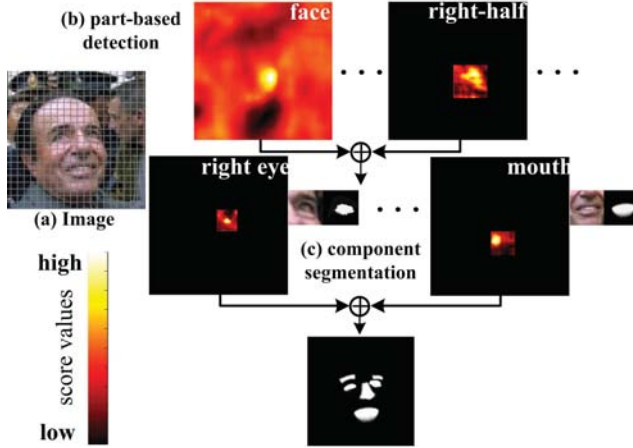 (b) part-based
detection
face
right-half
. . .
. . .
(a) Image
right eye
mouth
. . .
(c) component
segmentation
high
score values
low